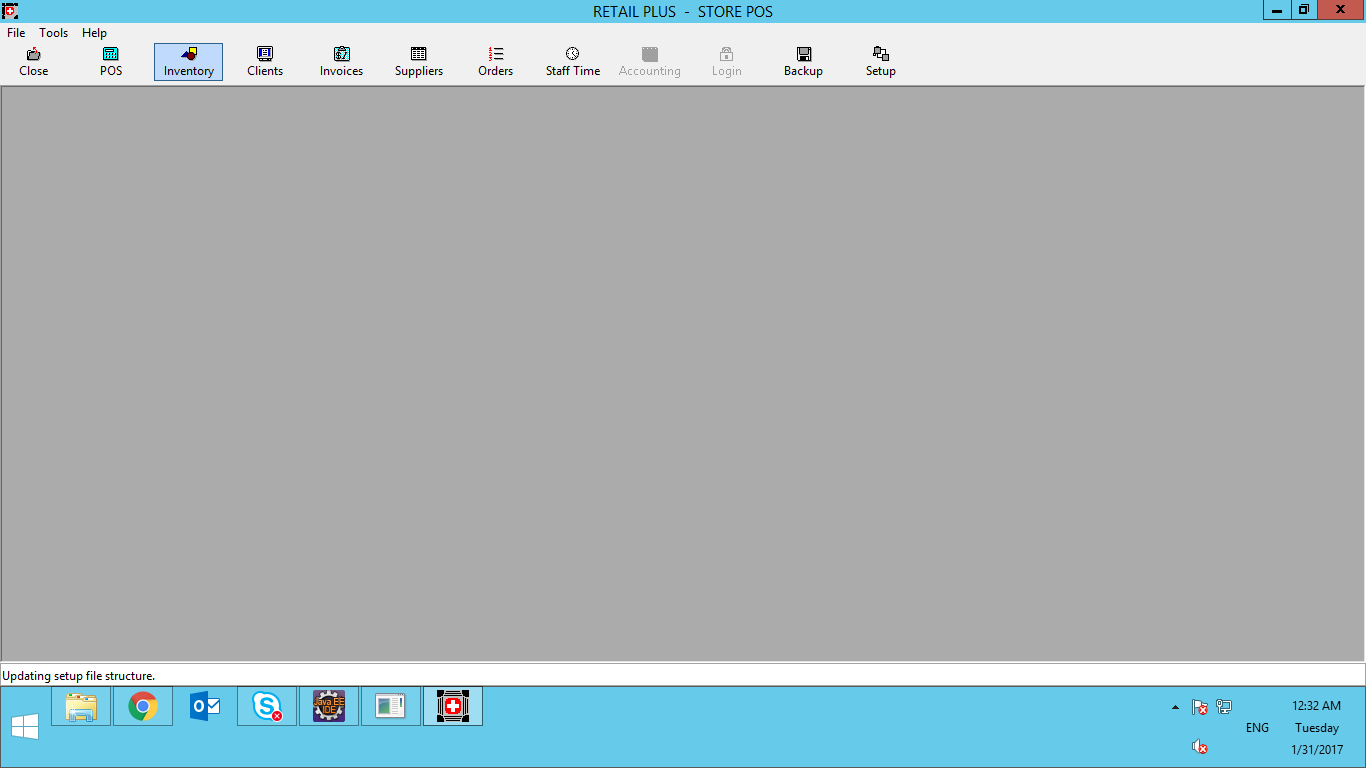 RETAIL PLUS - STORE POS
File Tools Help
Close POS Inventory Clients Invoices Suppliers Orders Staff Time Accounting Login Backup Setup
Updating setup file structure.
Java EE
IDE
12:32 AM
ENG Tuesday
1/31/2017